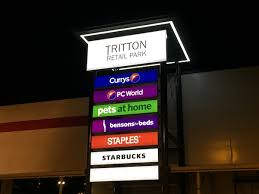 TRITTON
RETAIL PARK
Currys
PC World
pets at home
bensons for beds
STAPLES
STARBUCKS